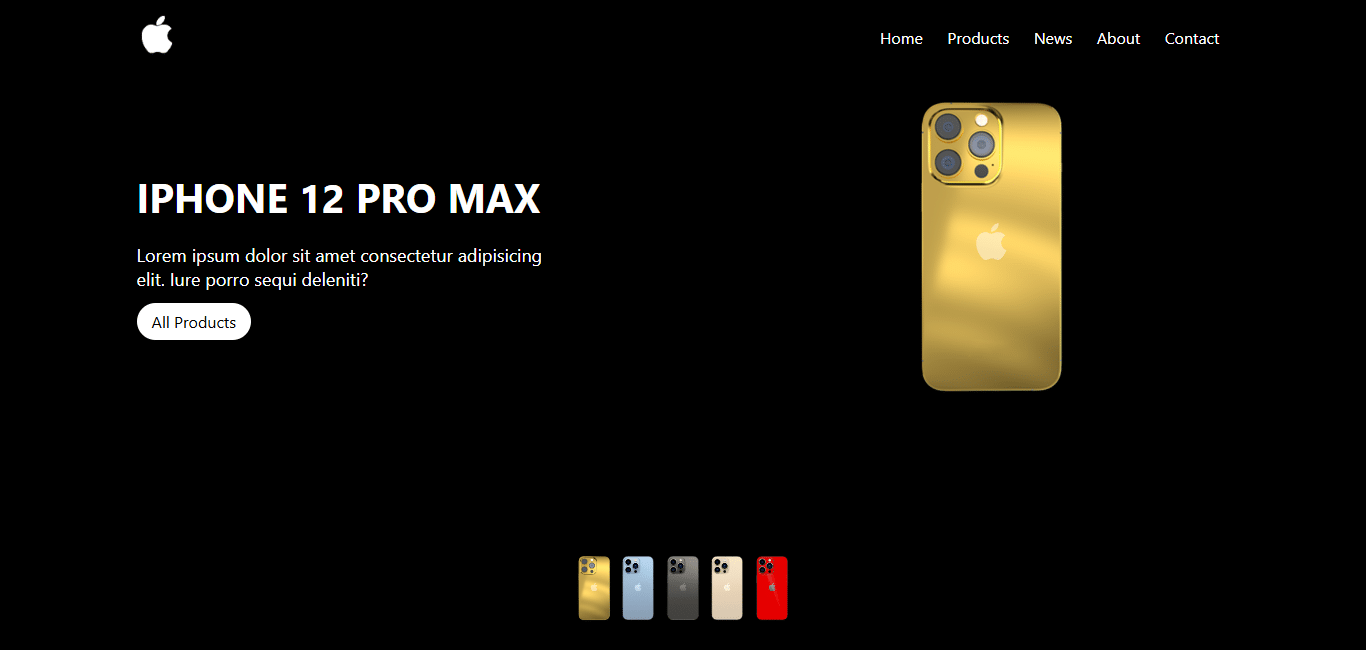 Home Products News About Contact
IPHONE 12 PRO MAX
Lorem ipsum dolor sit amet consectetur adipisicing
elit. Iure porro sequi deleniti?
All Products